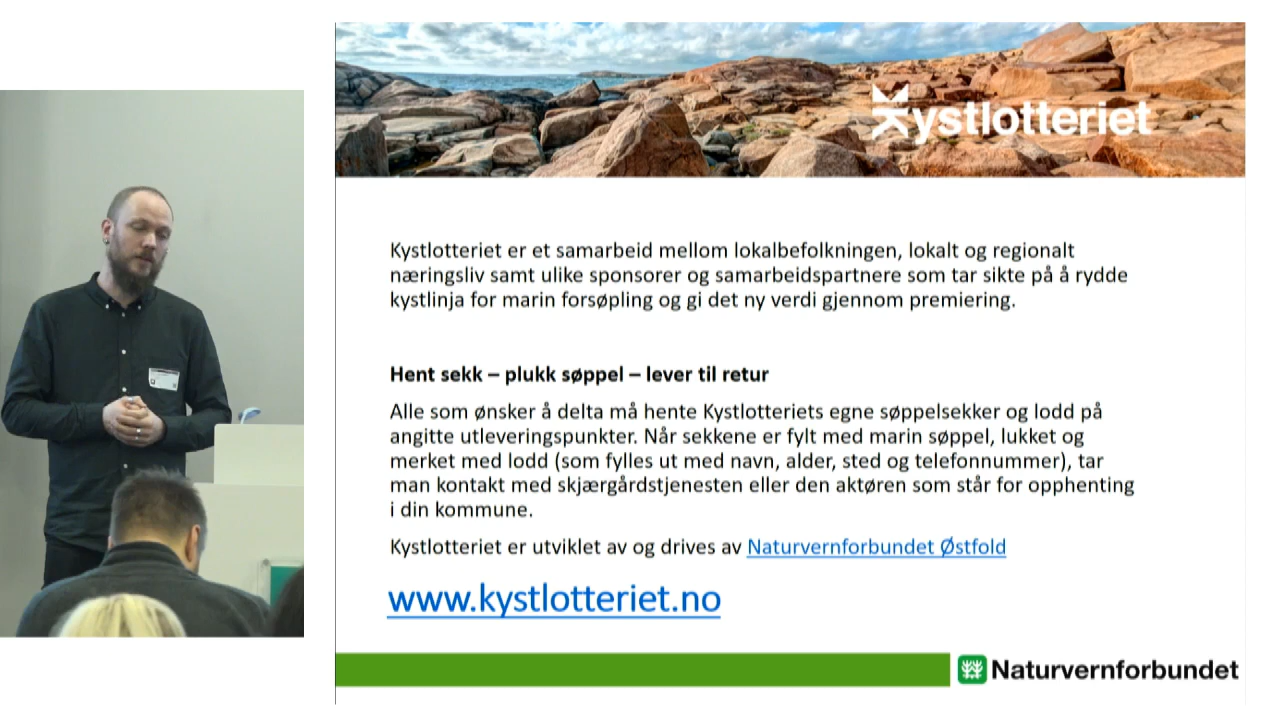 Kystlotteriet
Kystlotteriet er et samarbeid mellom lokalbefolkningen, lokalt og regionalt
næringsliv samt ulike sponsorer og samarbeidspartnere som tar sikte på å rydde
kystlinja for marin forsøpling og gi det ny verdi gjennom premiering.
Hent sekk – plukk søppel – lever til retur
Alle som ønsker å delta må hente Kystlotteriets egne søppelsekker og lodd på
angitte utleveringspunkter. Når sekkene er fylt med marin søppel, lukket og
merket med lodd (som fylles ut med navn, alder, sted og telefonnummer), tar
man kontakt med skjærgårdstjenesten eller den aktøren som står for opphenting
i din kommune.
Kystlotteriet er utviklet av og drives av Naturvernforbundet Østfold
www.kystlotteriet.no
Naturvernforbundet